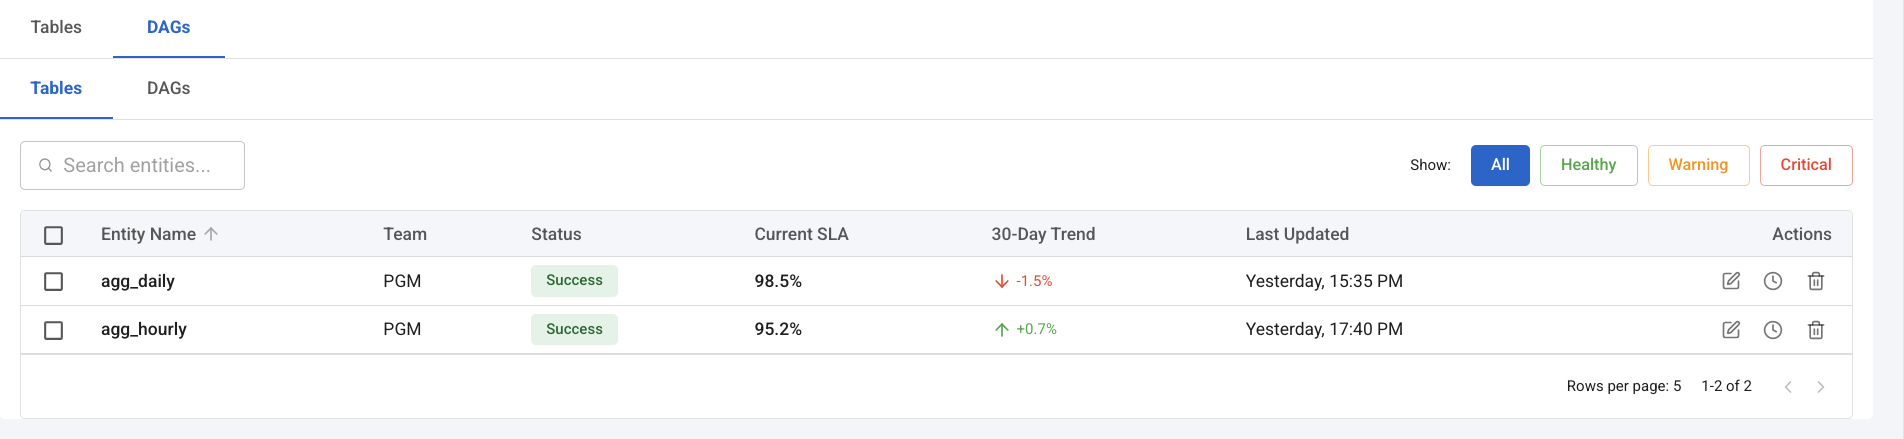 Tables DAGs
Tables DAGs
Search entities... Show: All Healthy Warning Critical
Entity Name Team Status Current SLA 30-Day Trend Last Updated Actions
agg_daily PGM Success 98.5% -1.5% Yesterday, 15:35 PM
agg_hourly PGM Success 95.2% +0.7% Yesterday, 17:40 PM
Rows per page: 5 1-2 of 2